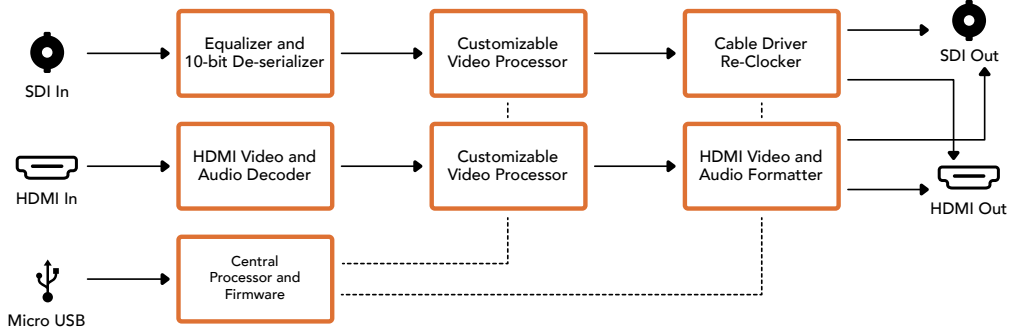 SDI In
Equalizer and
10-bit De-serializer
Customizable
Video Processor
Cable Driver
Re-Clocker
SDI Out
HDMI In
HDMI Video and
Audio Decoder
Customizable
Video Processor
HDMI Video and
Audio Formatter
HDMI Out
Micro USB
Central
Processor and
Firmware